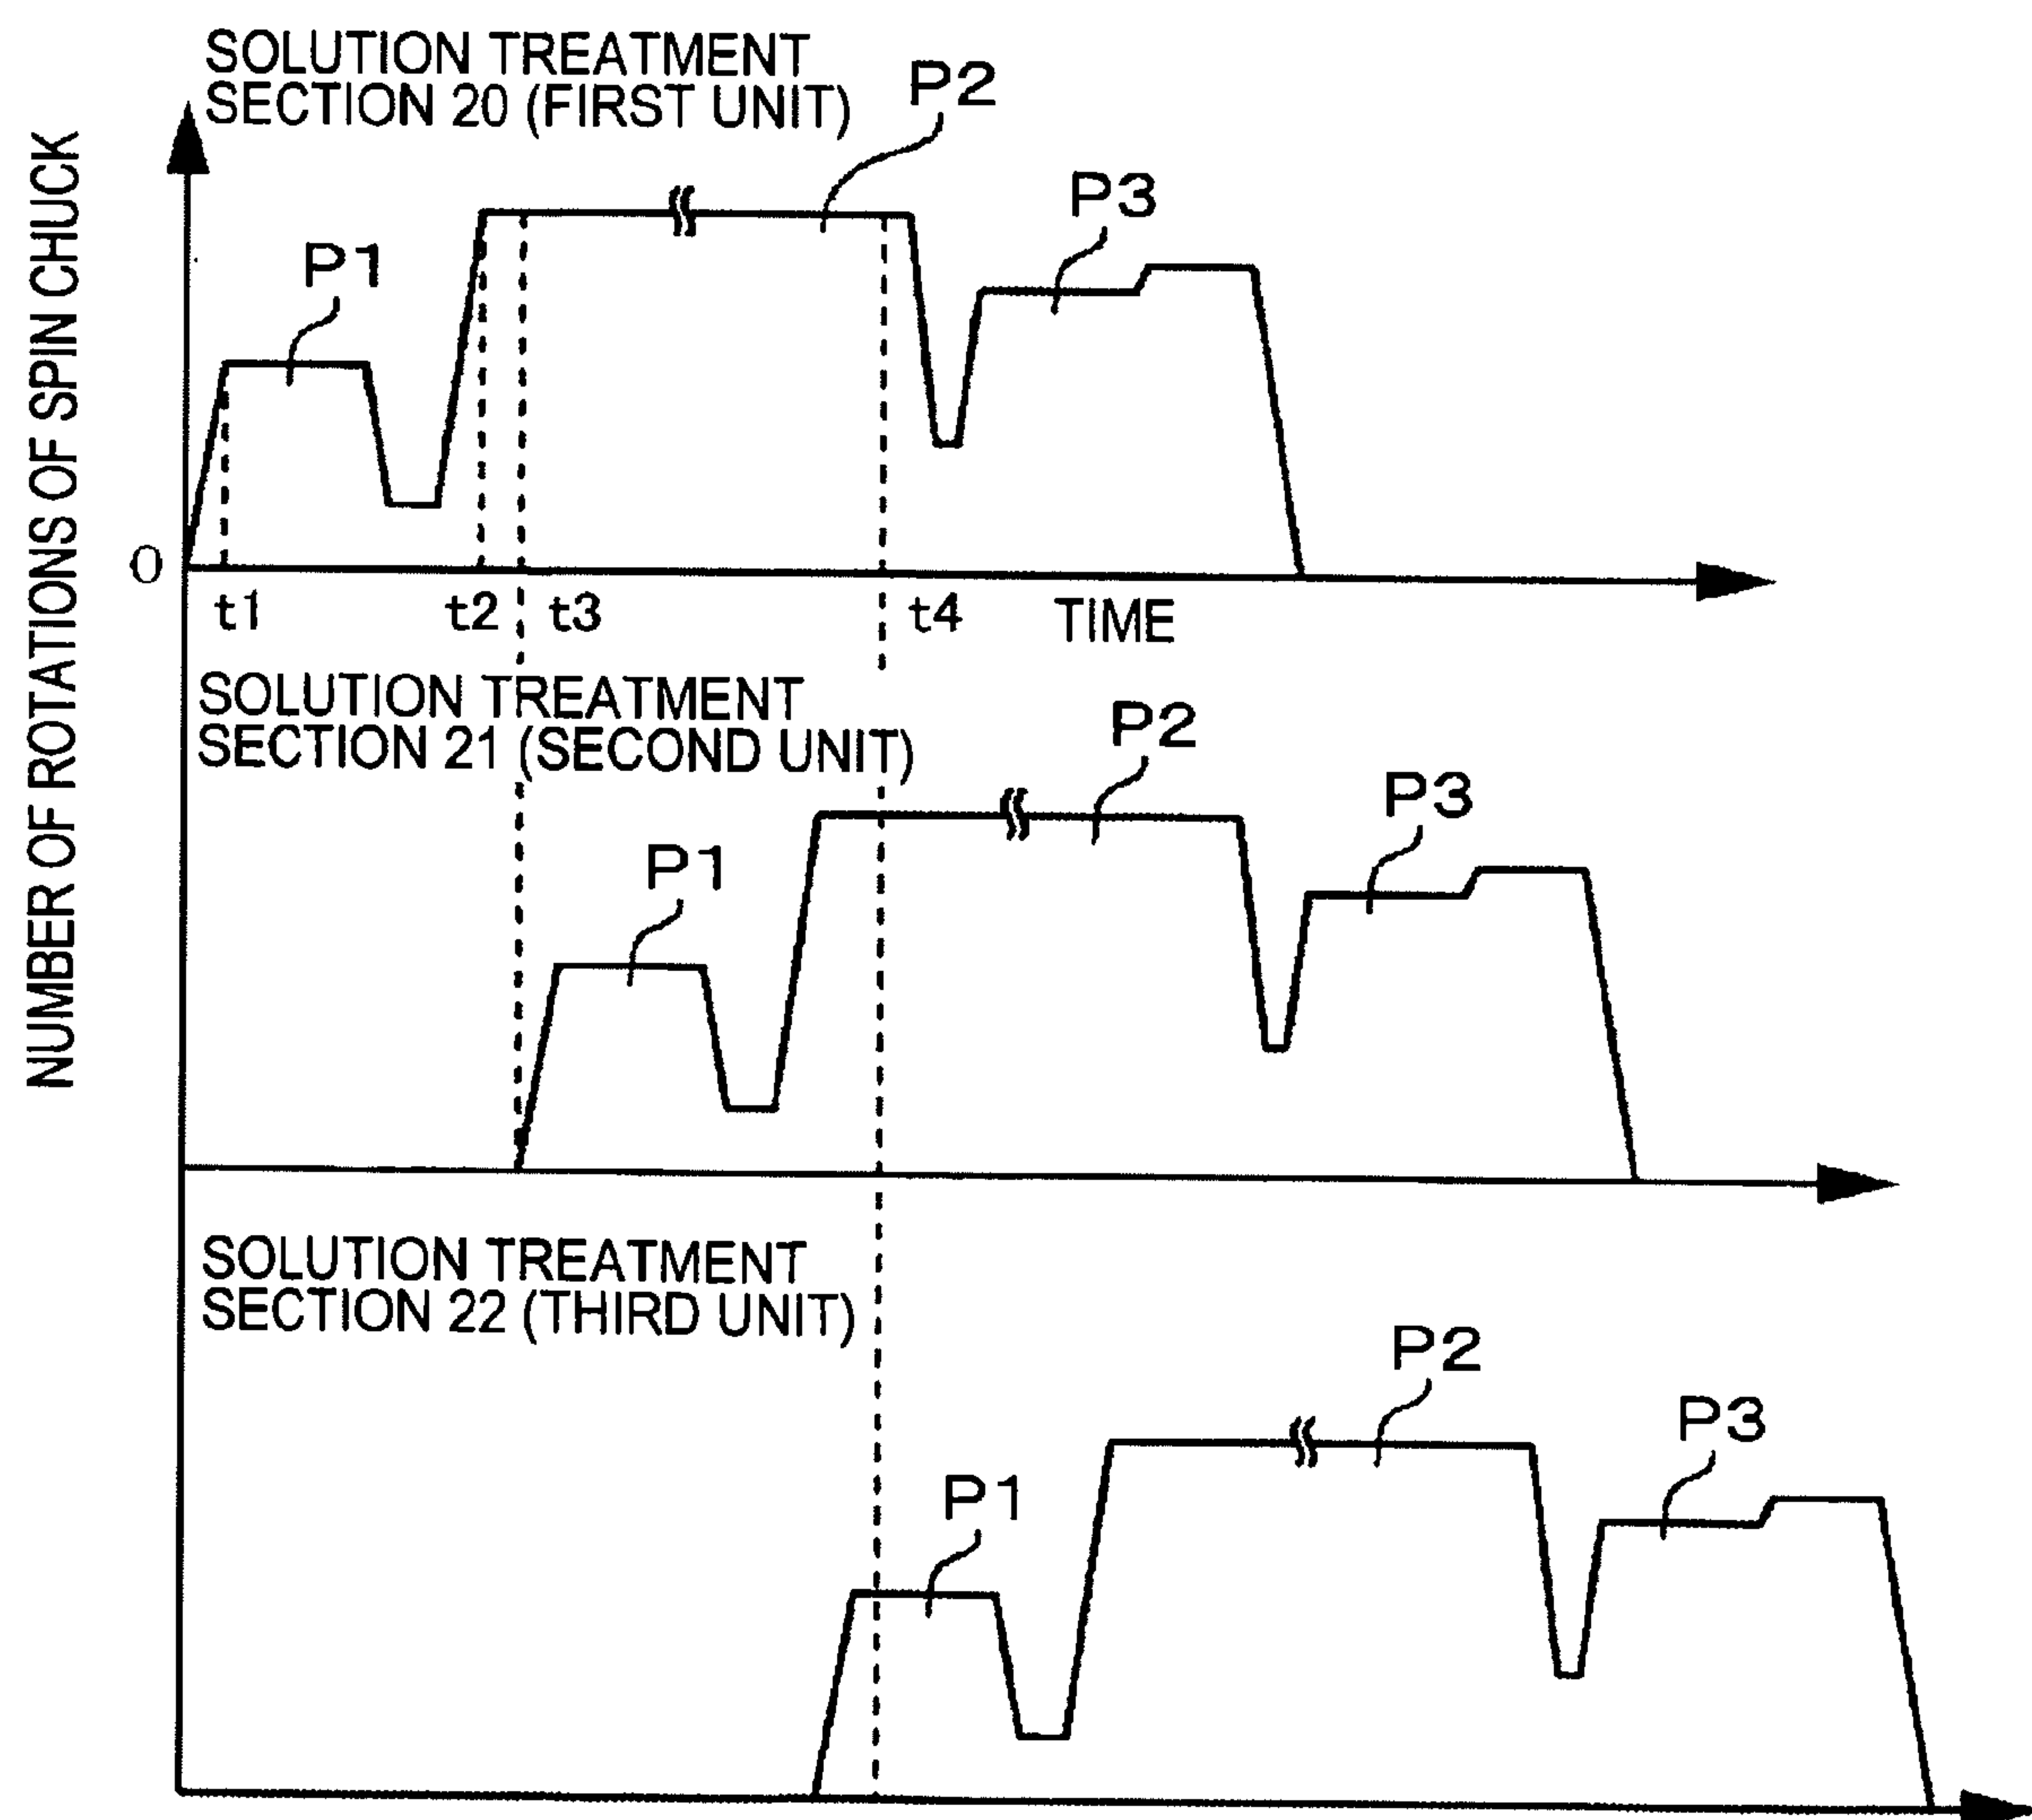 NUMBER OF ROTATIONS OF SPIN CHUCK
SOLUTION TREATMENT
SECTION 20 (FIRST UNIT)
P1
P2
P3
0
t1
t2
t3
t4
TIME
SOLUTION TREATMENT
SECTION 21 (SECOND UNIT)
P1
P2
P3
SOLUTION TREATMENT
SECTION 22 (THIRD UNIT)
P1
P2
P3